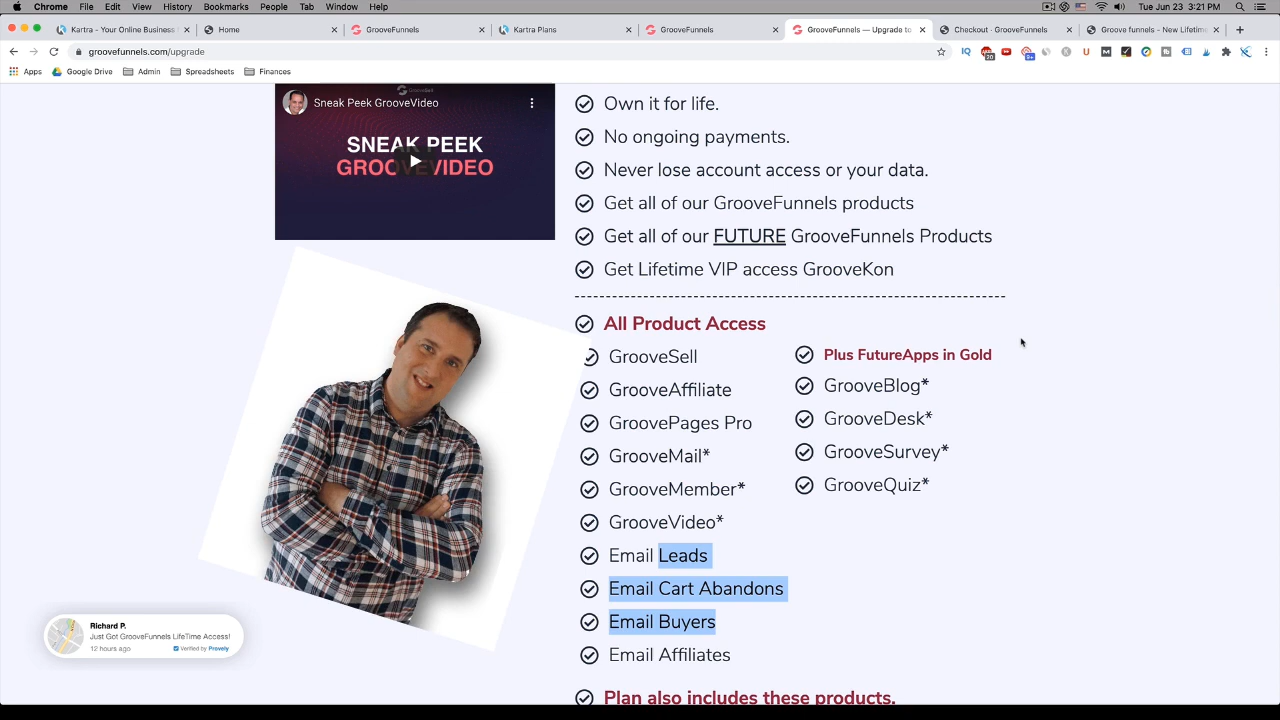 Chrome File Edit View History Bookmarks People Tab Window Help
Tue Jun 23 3:21 PM
Kartra - Your Online Business
Home
GrooveFunnels
Kartra Plans
GrooveFunnels
GrooveFunnels — Upgrade to
Checkout · GrooveFunnels
Groove funnels - New Lifetim
groovefunnels.com/upgrade
Apps Google Drive Admin Spreadsheets Finances
GrooveSell
Sneak Peek GrooveVideo
SNEAK PEEK
GROOVEVIDEO
Own it for life.
No ongoing payments.
Never lose account access or your data.
Get all of our GrooveFunnels products
Get all of our FUTURE GrooveFunnels Products
Get Lifetime VIP access GrooveKon
All Product Access
GrooveSell
GrooveAffiliate
GroovePages Pro
GrooveMail*
GrooveMember*
GrooveVideo*
Email Leads
Email Cart Abandons
Email Buyers
Email Affiliates
Plus FutureApps in Gold
GrooveBlog*
GrooveDesk*
GrooveSurvey*
GrooveQuiz*
Plan also includes these products.
Richard P.
Just Got GrooveFunnels LifeTime Access!
12 hours ago
Verified by Provely